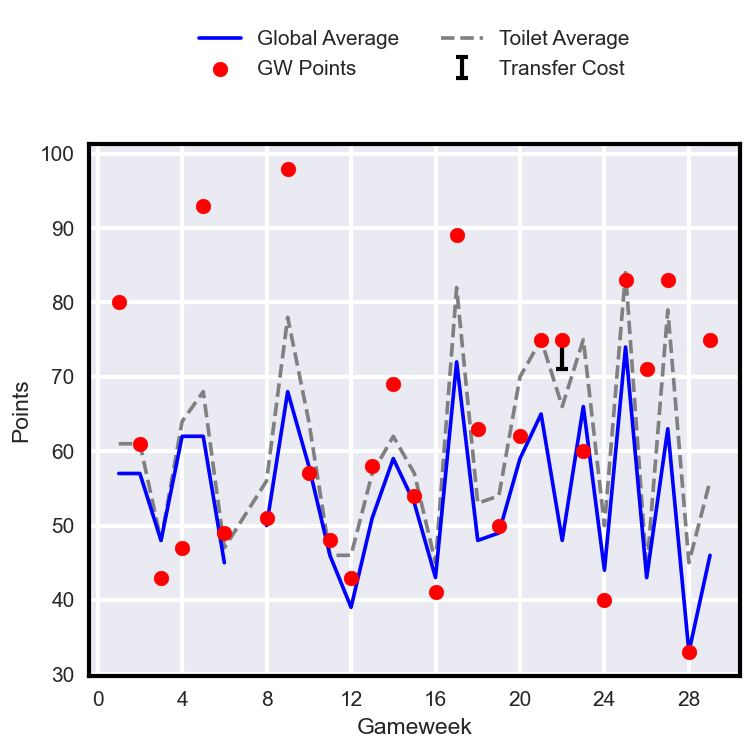 Global Average
Toilet Average
GW Points
Transfer Cost
100
90
80
70
60
50
40
30
Points
0 4 8 12 16 20 24 28
Gameweek